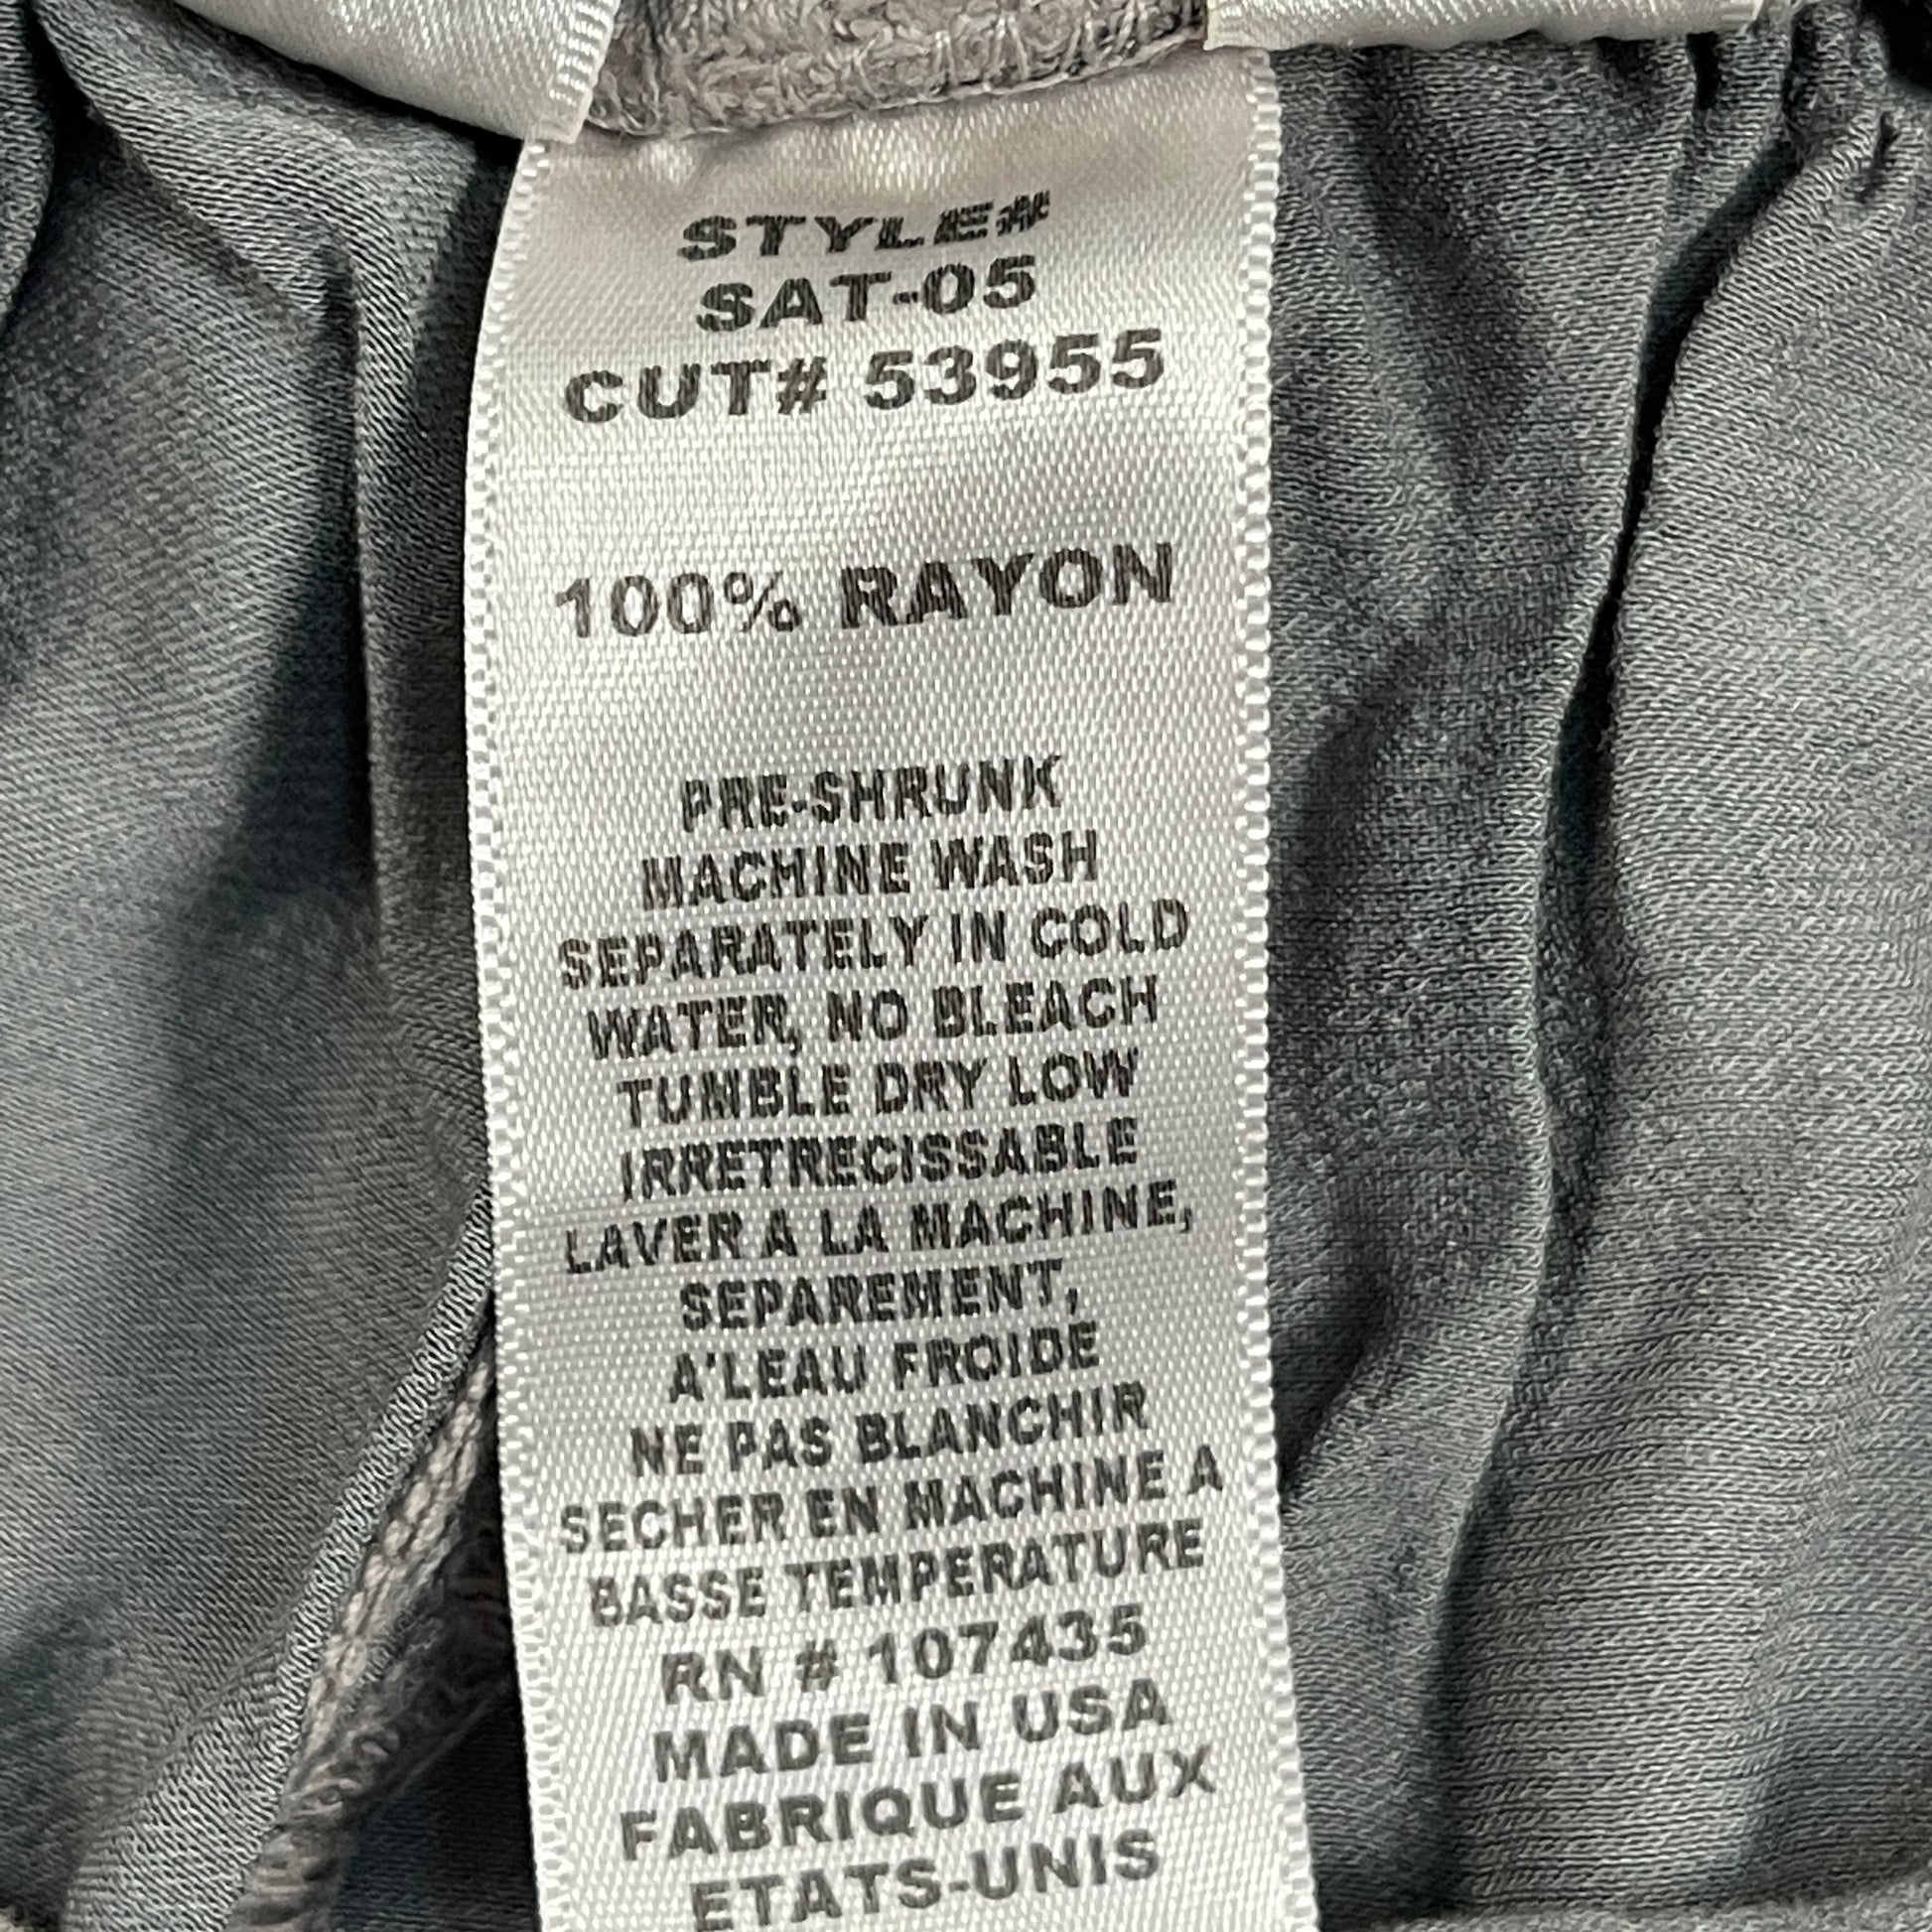 STYLE#
SAT-05
CUT# 53955
100% RAYON
PRE-SHRUNK
MACHINE WASH
SEPARATELY IN COLD
WATER, NO BLEACH
TUMBLE DRY LOW
IRRETRECISSABLE
LAVER A LA MACHINE,
SEPAREMENT,
A'LEAU FROIDE
NE PAS BLANCHIR
SECHER EN MACHINE A
BASSE TEMPERATURE
RN # 107435
MADE IN USA
FABRIQUE AUX
ETATS-UNIS